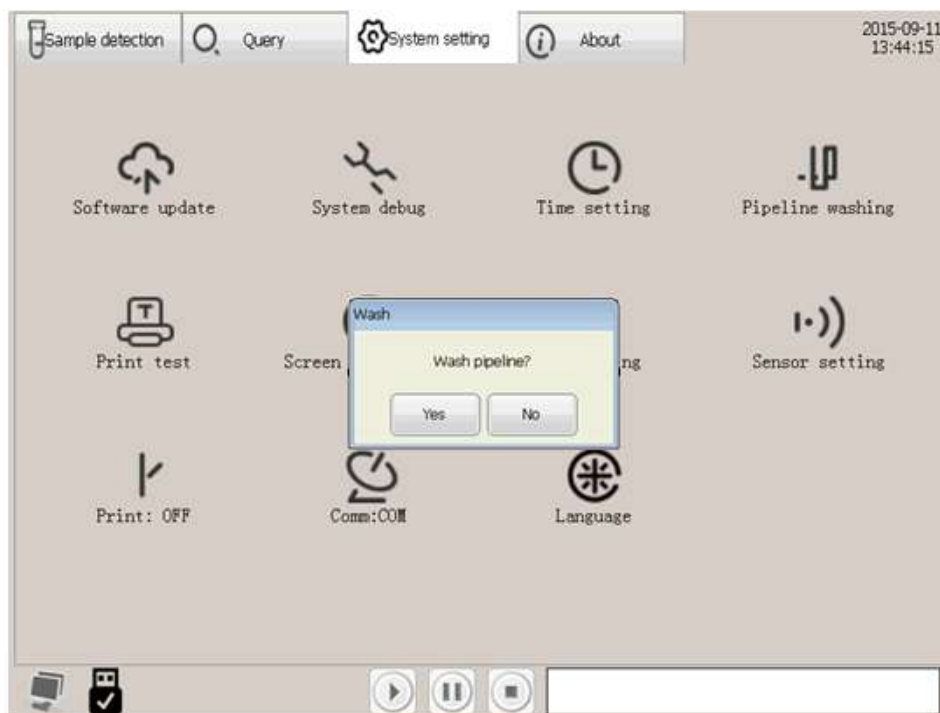 Sample detection
Query
System setting
About
2015-09-11
13:44:15
Software update
System debug
Time setting
Pipeline washing
Print test
Screen
ng
Sensor setting
Wash
Wash pipeline?
Yes
No
Print: OFF
Comm:COM
Language